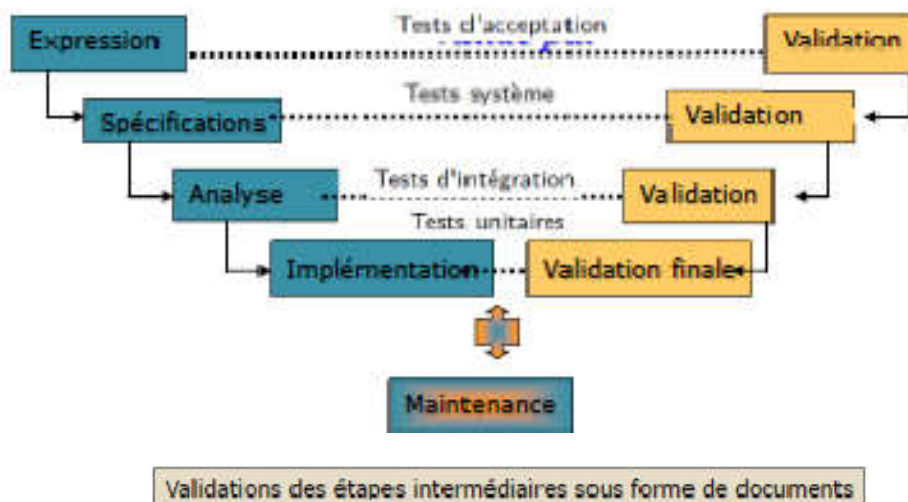 Tests d'acceptation
Expression
Validation
Tests système
Spécifications
Validation
Tests d'intégration
Analyse
Validation
Tests unitaires
Implémentation
Validation finale
Maintenance
Validations des étapes intermédiaires sous forme de documents